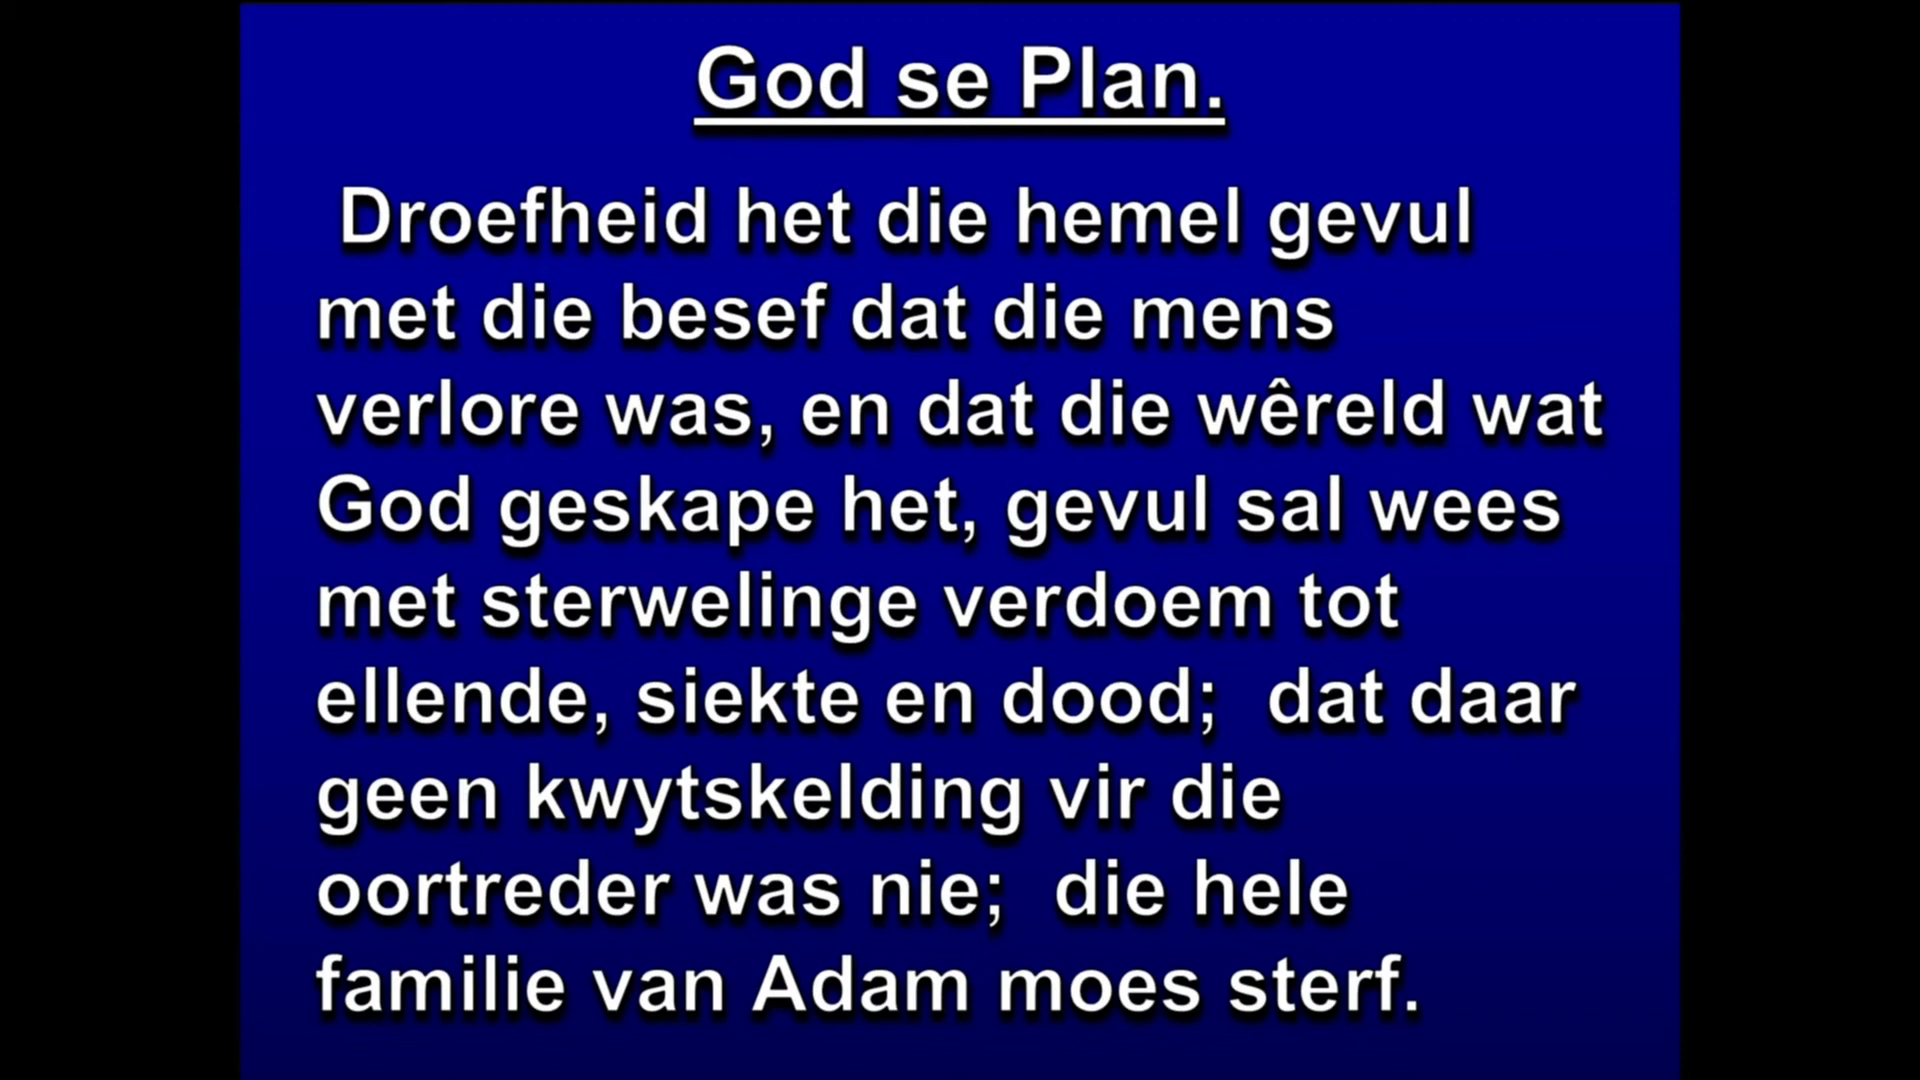 God se Plan.
Droefheid het die hemel gevul
met die besef dat die mens
verlore was, en dat die wêreld wat
God geskape het, gevul sal wees
met sterwelinge verdoem tot
ellende, siekte en dood;  dat daar
geen kwytskelding vir die
oortreder was nie;  die hele
familie van Adam moes sterf.